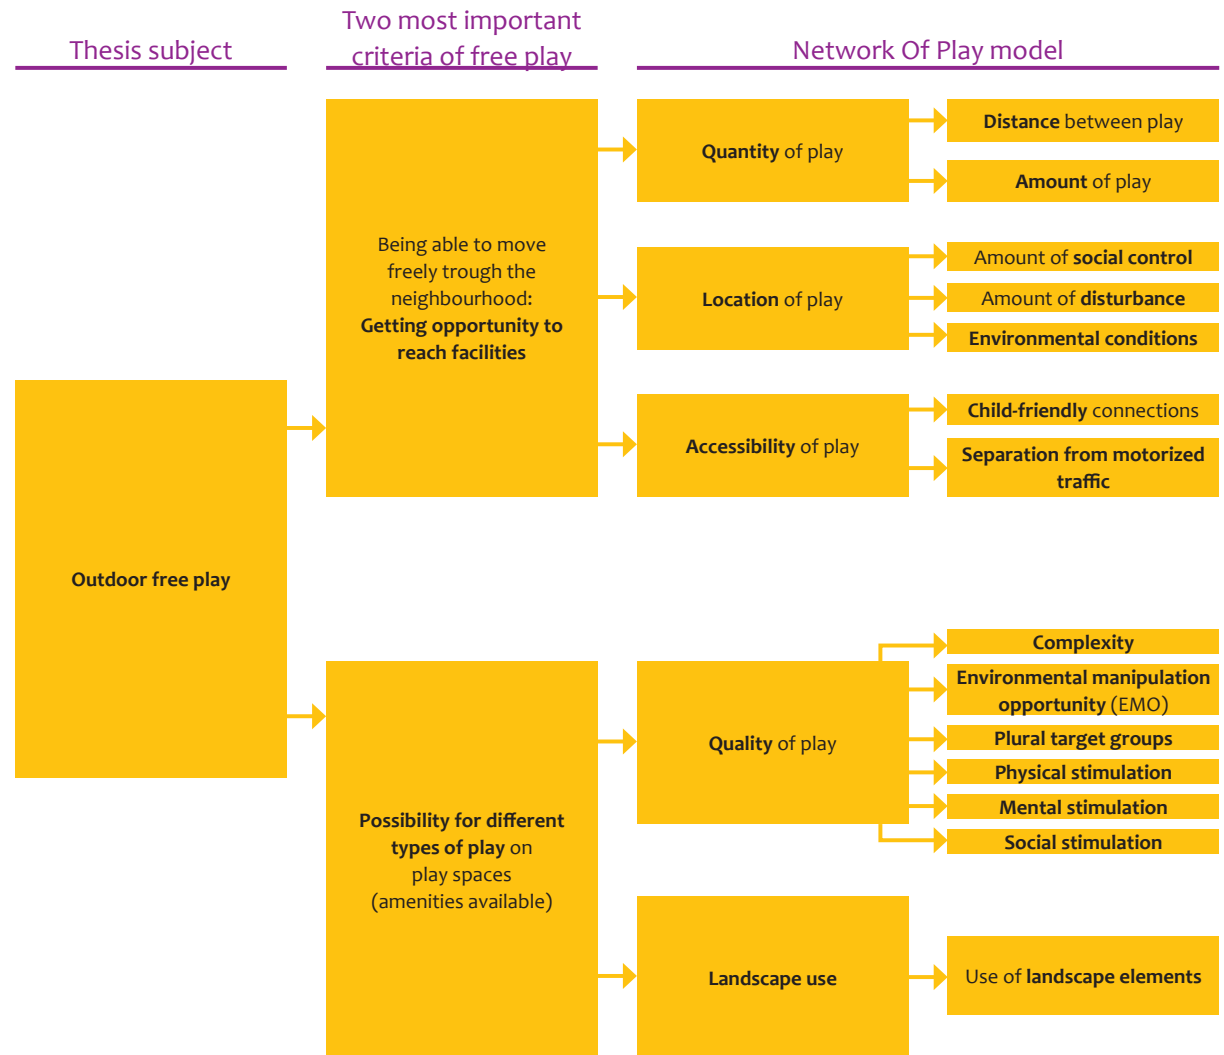 Thesis subject
Two most important
criteria of free play
Network Of Play model
Outdoor free play
Being able to move
freely trough the
neighbourhood:
Getting opportunity to
reach facilities
Quantity of play
Distance between play
Amount of play
Location of play
Amount of social control
Amount of disturbance
Environmental conditions
Accessibility of play
Child-friendly connections
Separation from motorized
traffic
Possibility for different
types of play on
play spaces
(amenities available)
Quality of play
Complexity
Environmental manipulation
opportunity (EMO)
Plural target groups
Physical stimulation
Mental stimulation
Social stimulation
Landscape use
Use of landscape elements